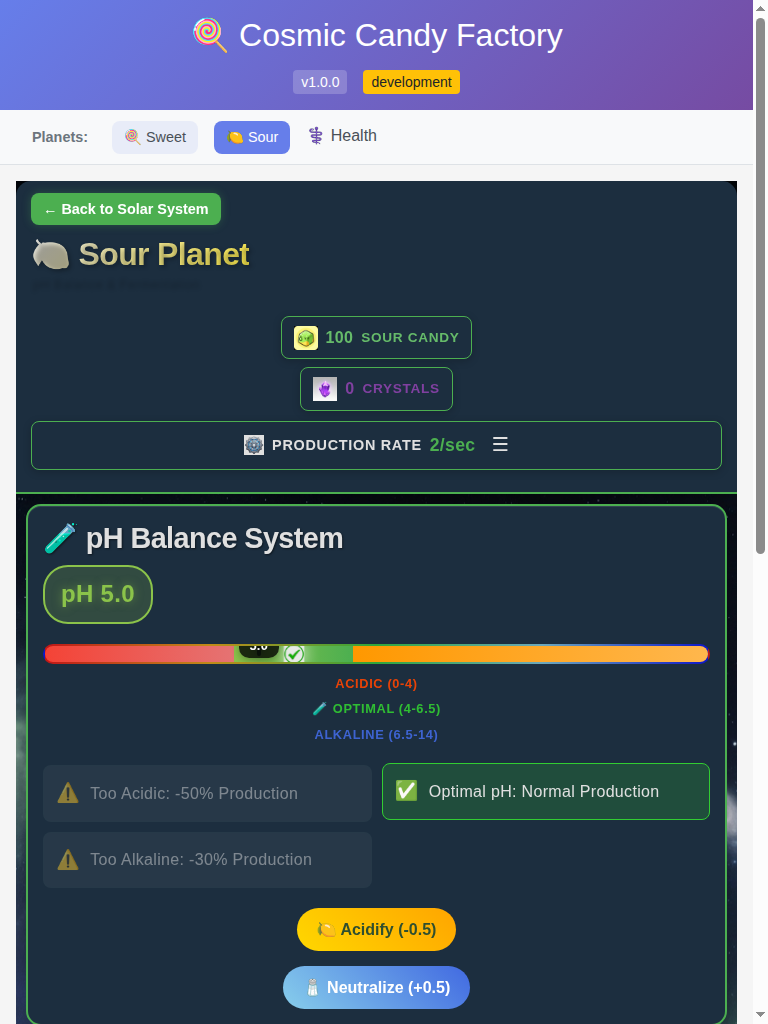 Cosmic Candy Factory
v1.0.0 development
Planets: Sweet Sour Health
← Back to Solar System
Sour Planet
100 SOUR CANDY
0 CRYSTALS
PRODUCTION RATE 2/sec ☰
pH Balance System
pH 5.0
5.0
ACIDIC (0-4)
OPTIMAL (4-6.5)
ALKALINE (6.5-14)
Too Acidic: -50% Production
Optimal pH: Normal Production
Too Alkaline: -30% Production
Acidify (-0.5)
Neutralize (+0.5)